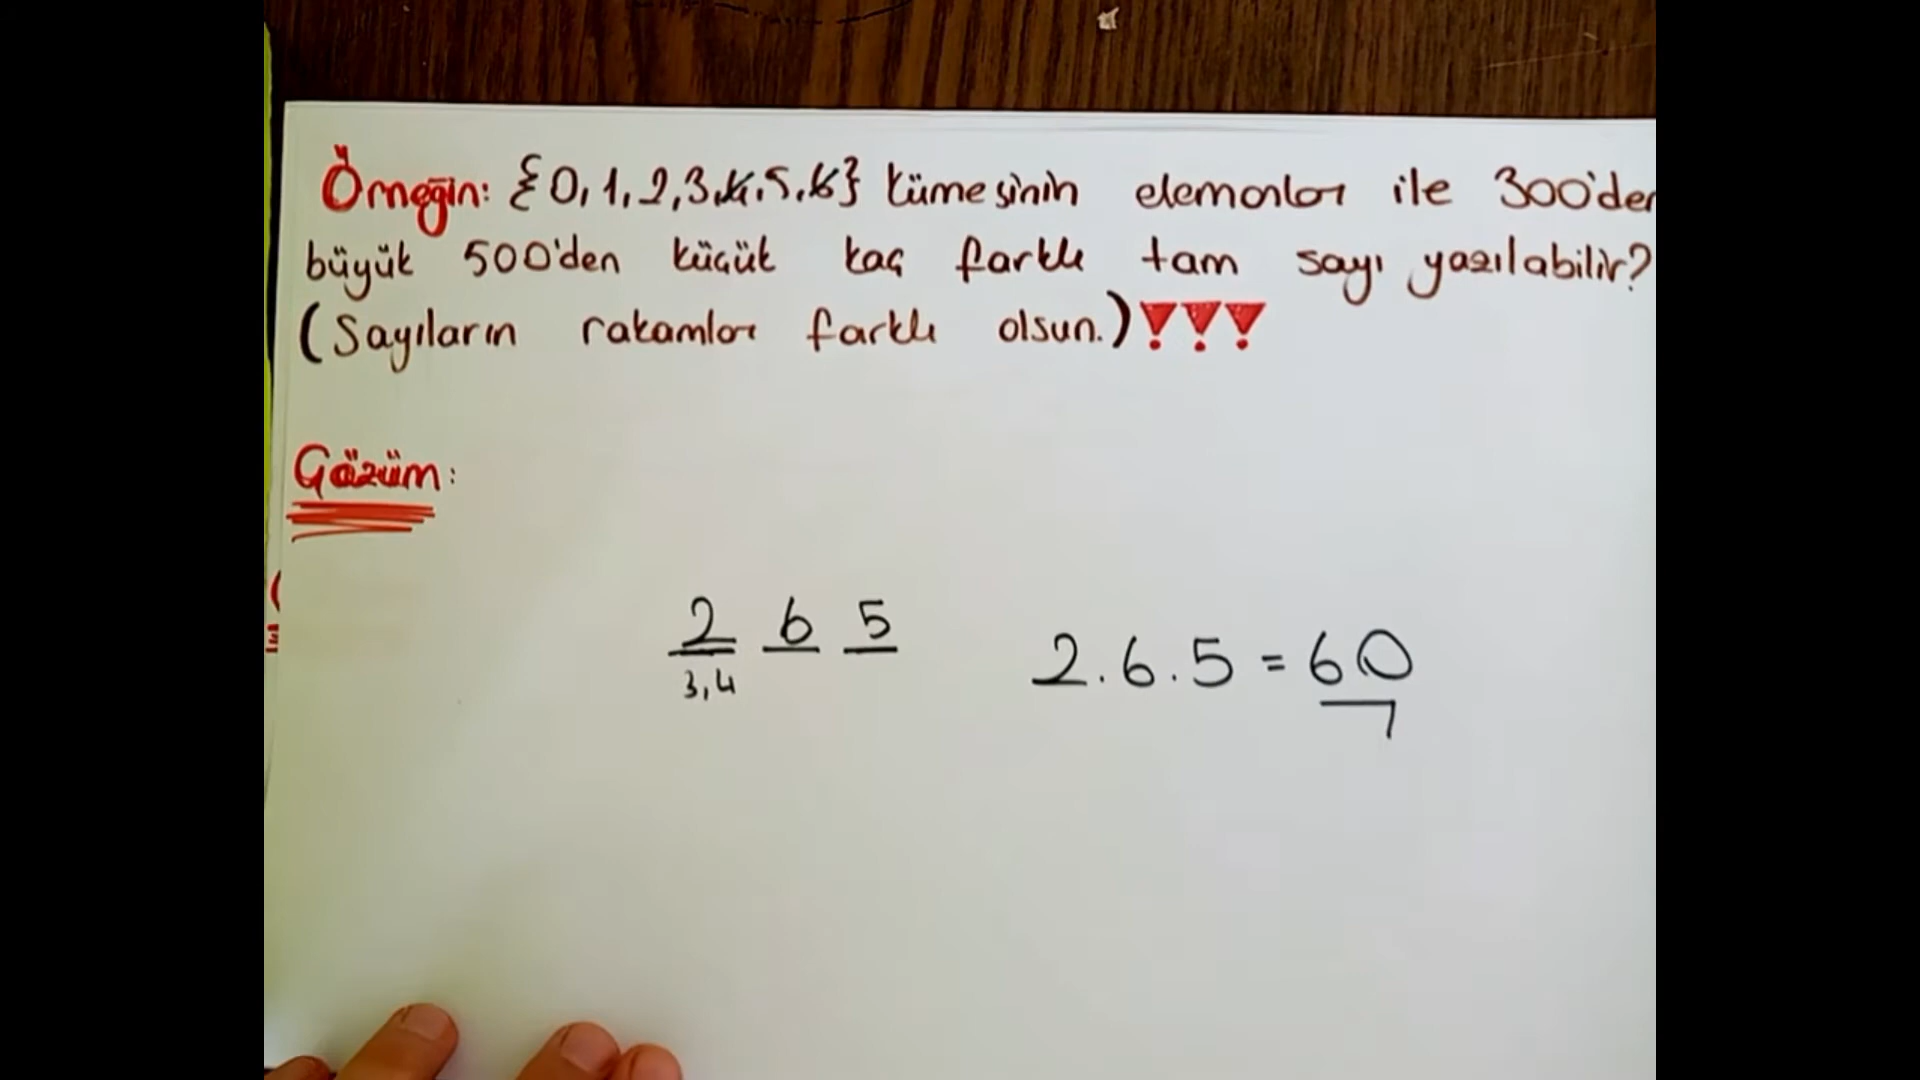 Örneğin: {0,1,2,3,4,5,6} kümesinin elemanları ile 300'den
büyük 500'den küçük kaç farklı tam sayı yazılabilir?
(Sayıların rakamları farklı olsun.)
Çözüm:
2 6 5
3,4
2.6.5 = 60